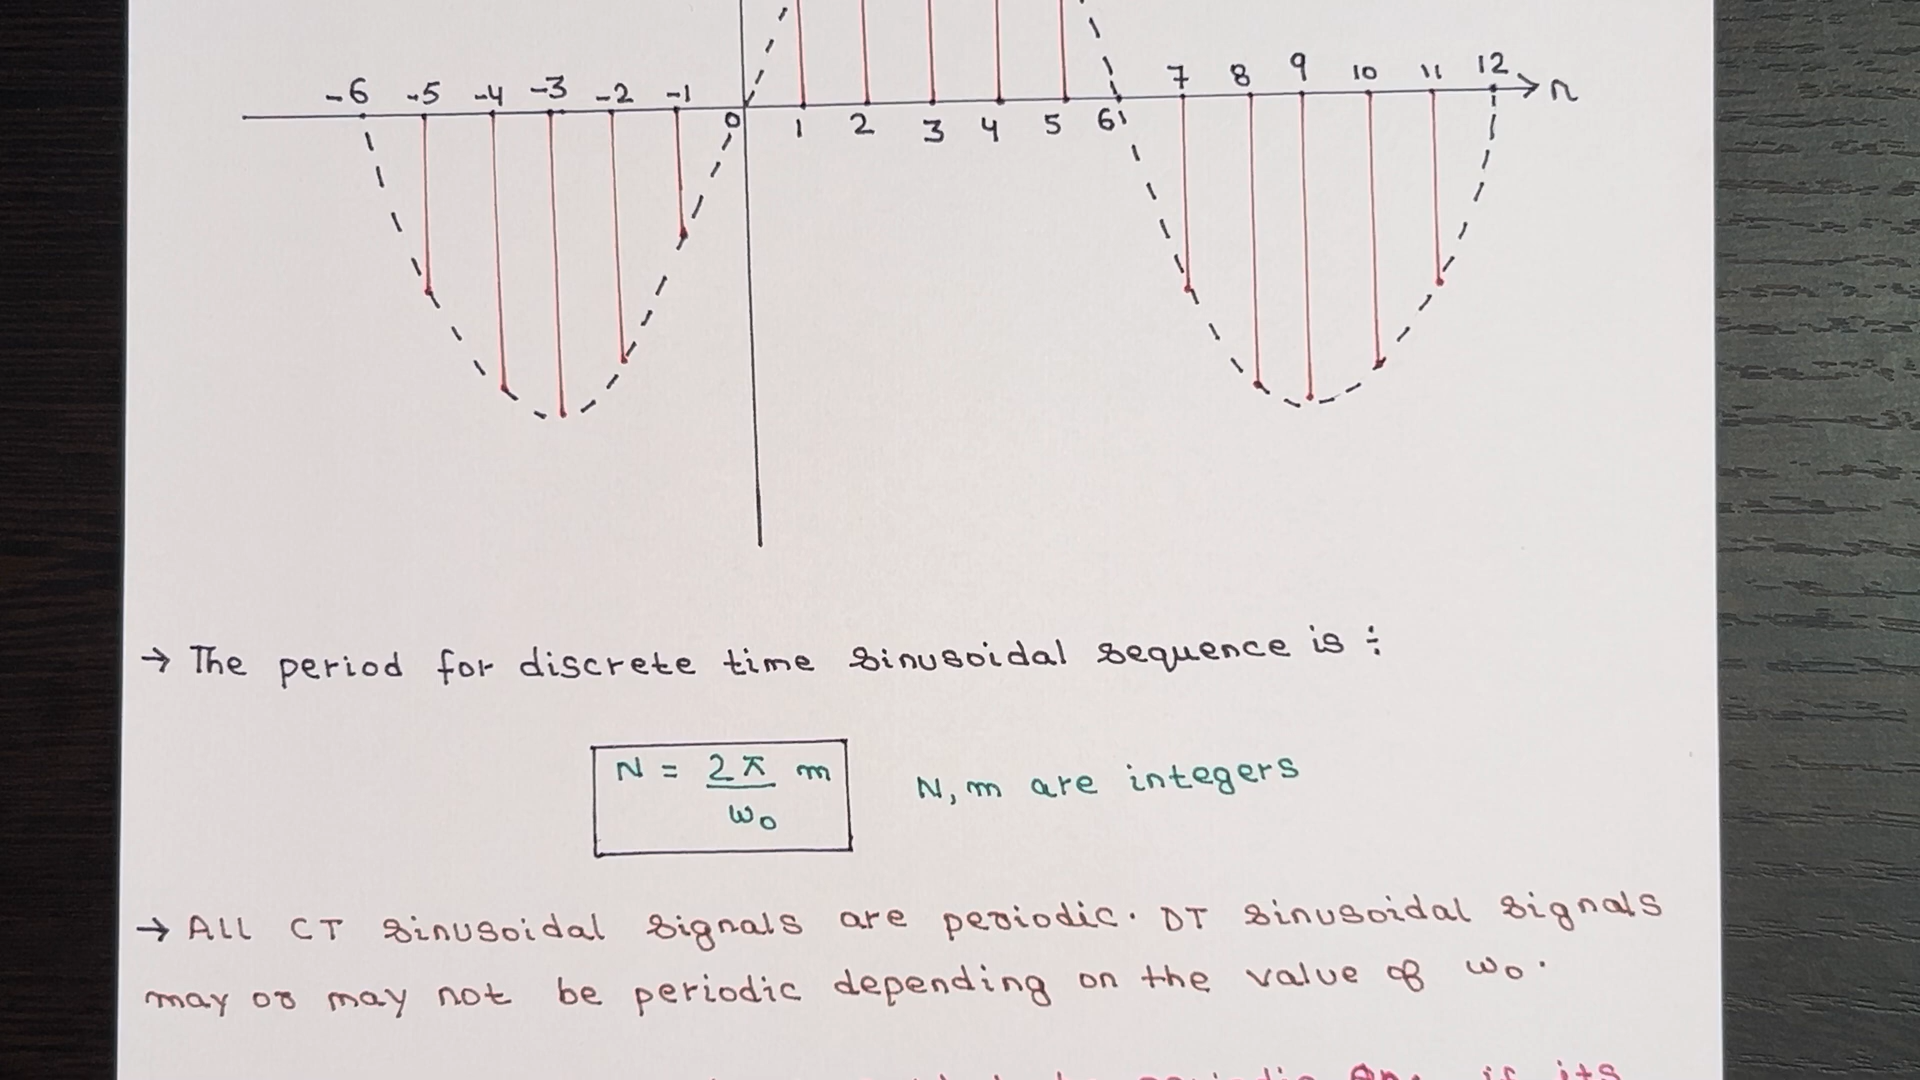 -6 -5 -4 -3 -2 -1 7 8 9 10 11 12 n
0 1 2 3 4 5 6
→ The period for discrete time sinusoidal sequence is :
N = 2π/ω₀ m N, m are integers
→ All CT sinusoidal signals are periodic. DT sinusoidal signals
may or may not be periodic depending on the value of ω₀.
if its